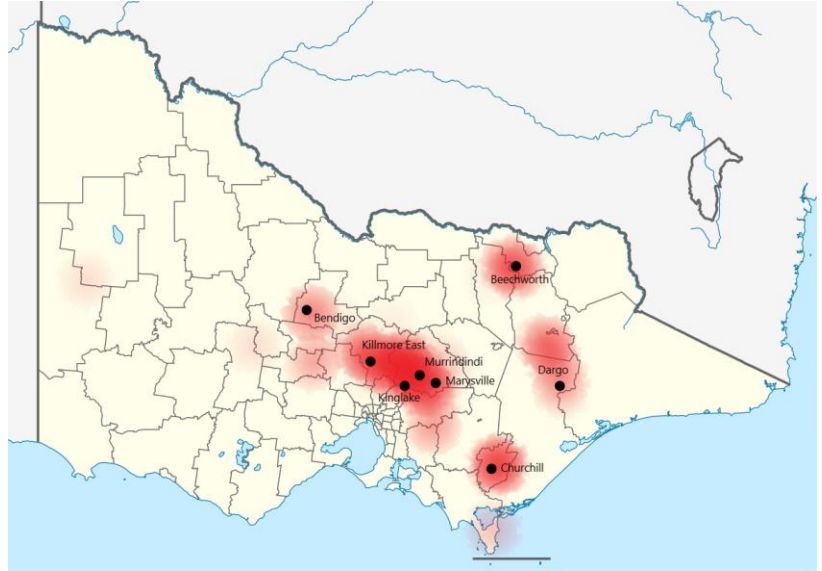 Beechworth
Bendigo
Killmore East
Murrindindi
Dargo
Marysville
Kinglake
Churchill